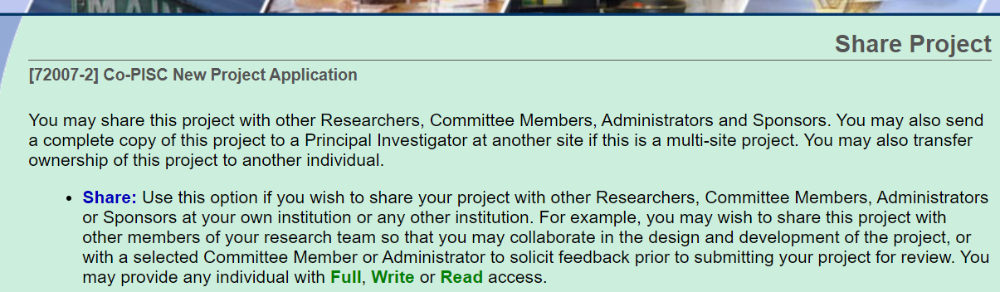 Share Project
[72007-2] Co-PISC New Project Application
You may share this project with other Researchers, Committee Members, Administrators and Sponsors. You may also send
a complete copy of this project to a Principal Investigator at another site if this is a multi-site project. You may also transfer
ownership of this project to another individual.
• Share: Use this option if you wish to share your project with other Researchers, Committee Members, Administrators
or Sponsors at your own institution or any other institution. For example, you may wish to share this project with
other members of your research team so that you may collaborate in the design and development of the project, or
with a selected Committee Member or Administrator to solicit feedback prior to submitting your project for review. You
may provide any individual with Full, Write or Read access.